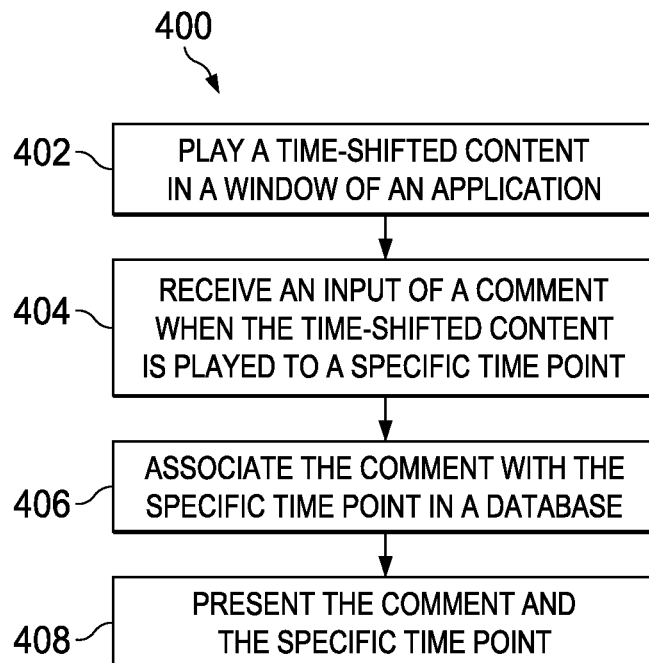 400
402
PLAY A TIME-SHIFTED CONTENT
IN A WINDOW OF AN APPLICATION
404
RECEIVE AN INPUT OF A COMMENT
WHEN THE TIME-SHIFTED CONTENT
IS PLAYED TO A SPECIFIC TIME POINT
406
ASSOCIATE THE COMMENT WITH THE
SPECIFIC TIME POINT IN A DATABASE
408
PRESENT THE COMMENT AND
THE SPECIFIC TIME POINT